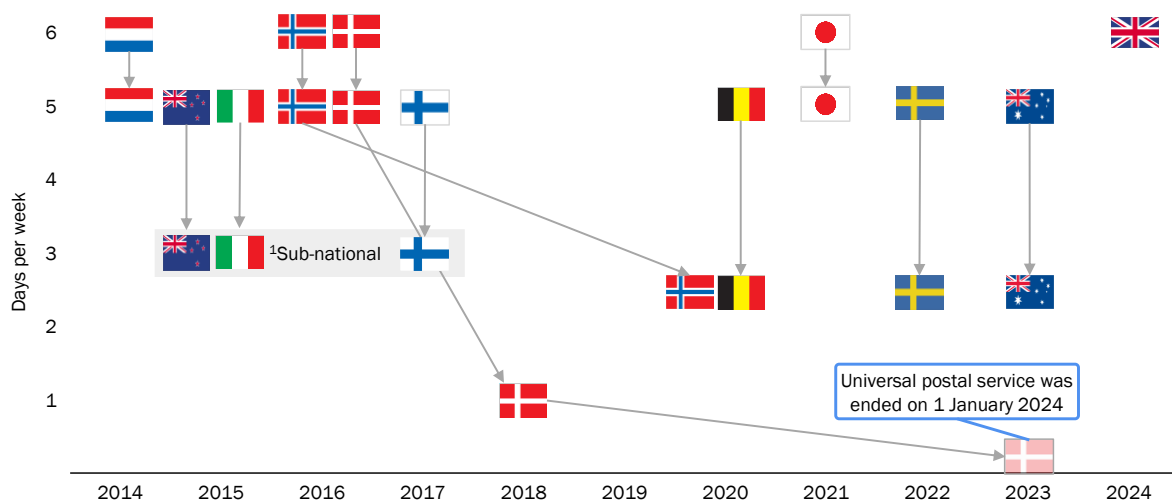 6
5
4
3
2
1
Days per week
¹Sub-national
Universal postal service was
ended on 1 January 2024
2014 2015 2016 2017 2018 2019 2020 2021 2022 2023 2024